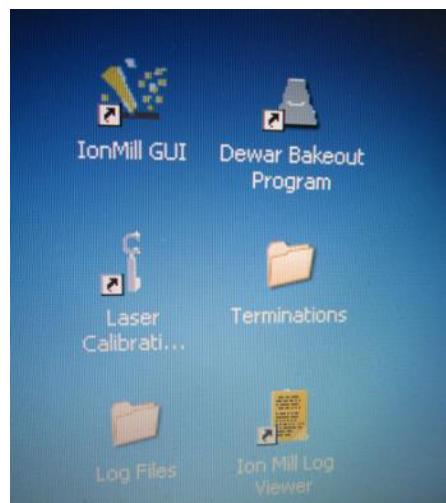 IonMill GUI
Dewar Bakeout
Program
Laser
Calibrati...
Terminations
Log Files
Ion Mill Log
Viewer